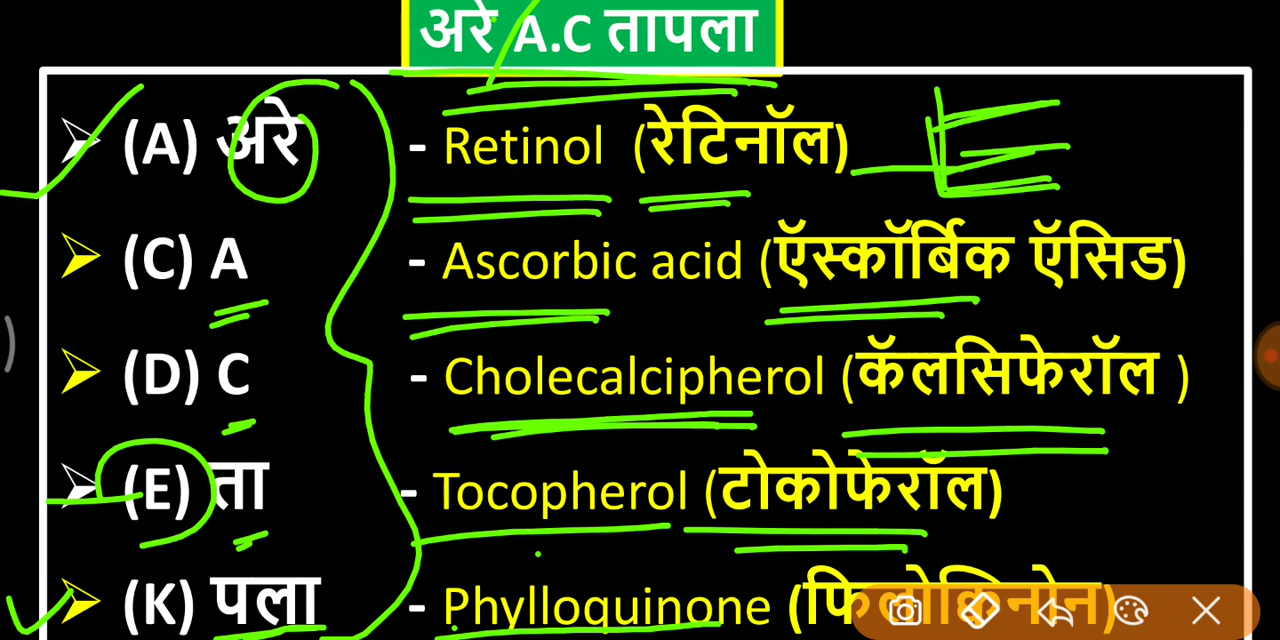 अरे A.C तापला
(A) अरे - Retinol (रेटिनॉल)
(C) A - Ascorbic acid (ऍस्कॉर्बिक ऍसिड)
(D) C - Cholecalcipherol (कॅलसिफेरॉल )
(E) ता - Tocopherol (टोकोफेरॉल)
(K) पला - Phylloquinone